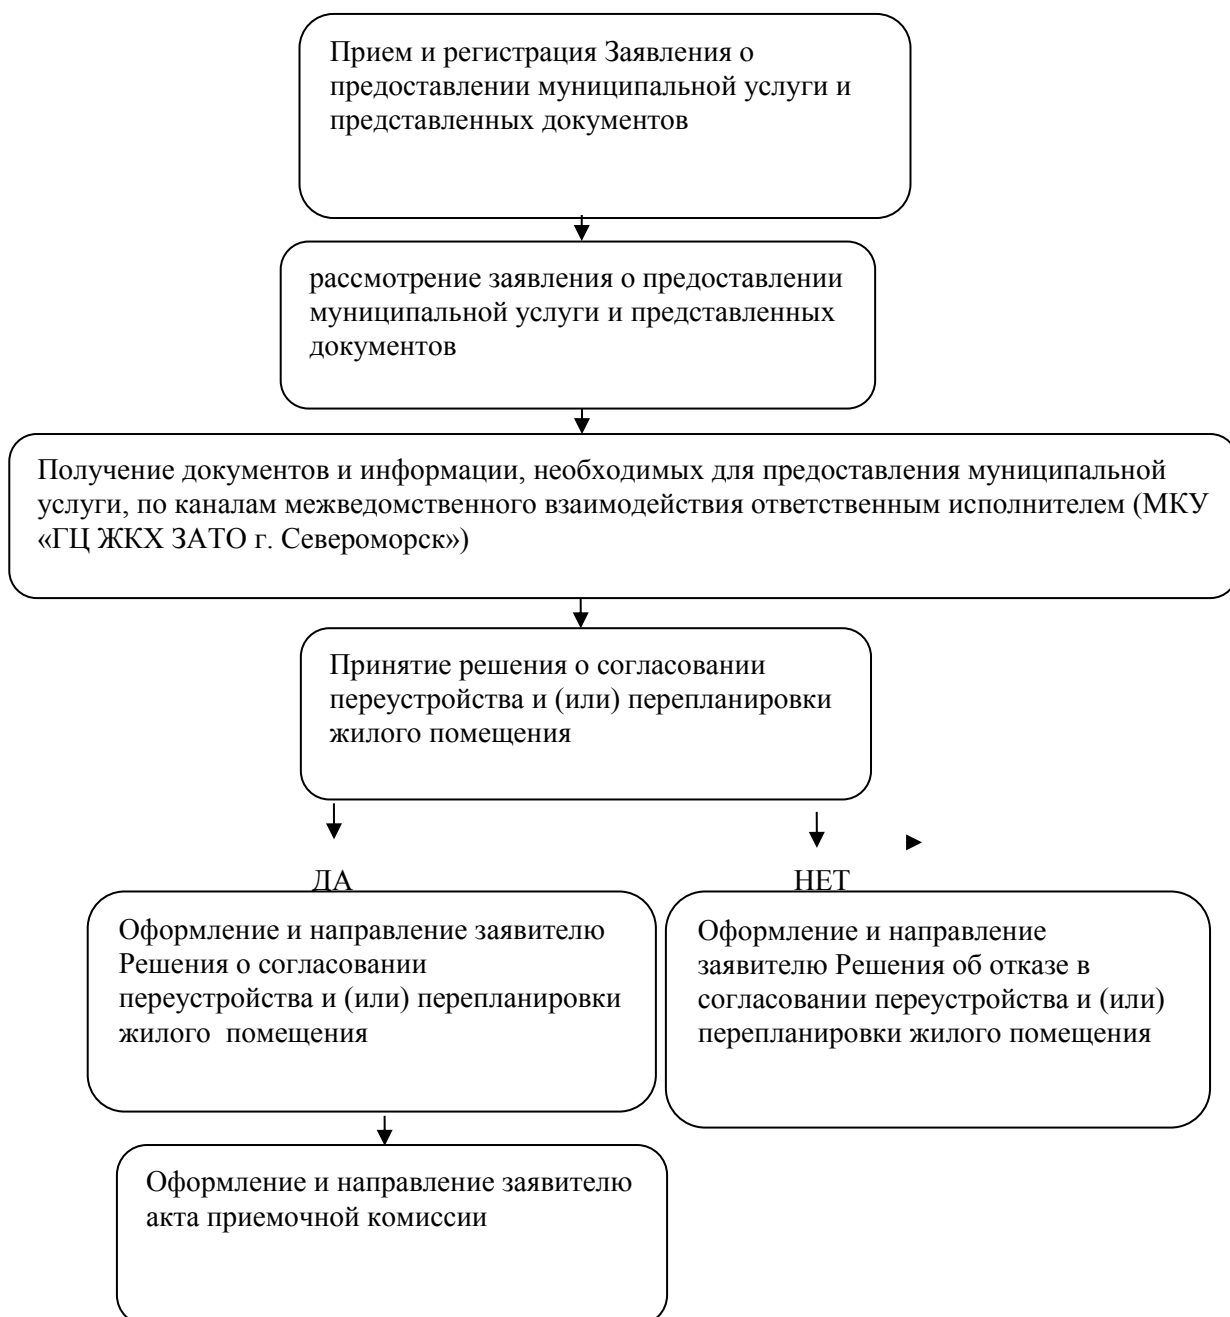 Прием и регистрация Заявления о
предоставлении муниципальной услуги и
представленных документов
рассмотрение заявления о предоставлении
муниципальной услуги и представленных
документов
Получение документов и информации, необходимых для предоставления муниципальной
услуги, по каналам межведомственного взаимодействия ответственным исполнителем (МКУ
«ГЦ ЖКХ ЗАТО г. Североморск»)
Принятие решения о согласовании
переустройства и (или) перепланировки
жилого помещения
ДА
НЕТ
Оформление и направление заявителю
Решения о согласовании
переустройства и (или) перепланировки
жилого  помещения
Оформление и направление
заявителю Решения об отказе в
согласовании переустройства и (или)
перепланировки жилого помещения
Оформление и направление заявителю
акта приемочной комиссии